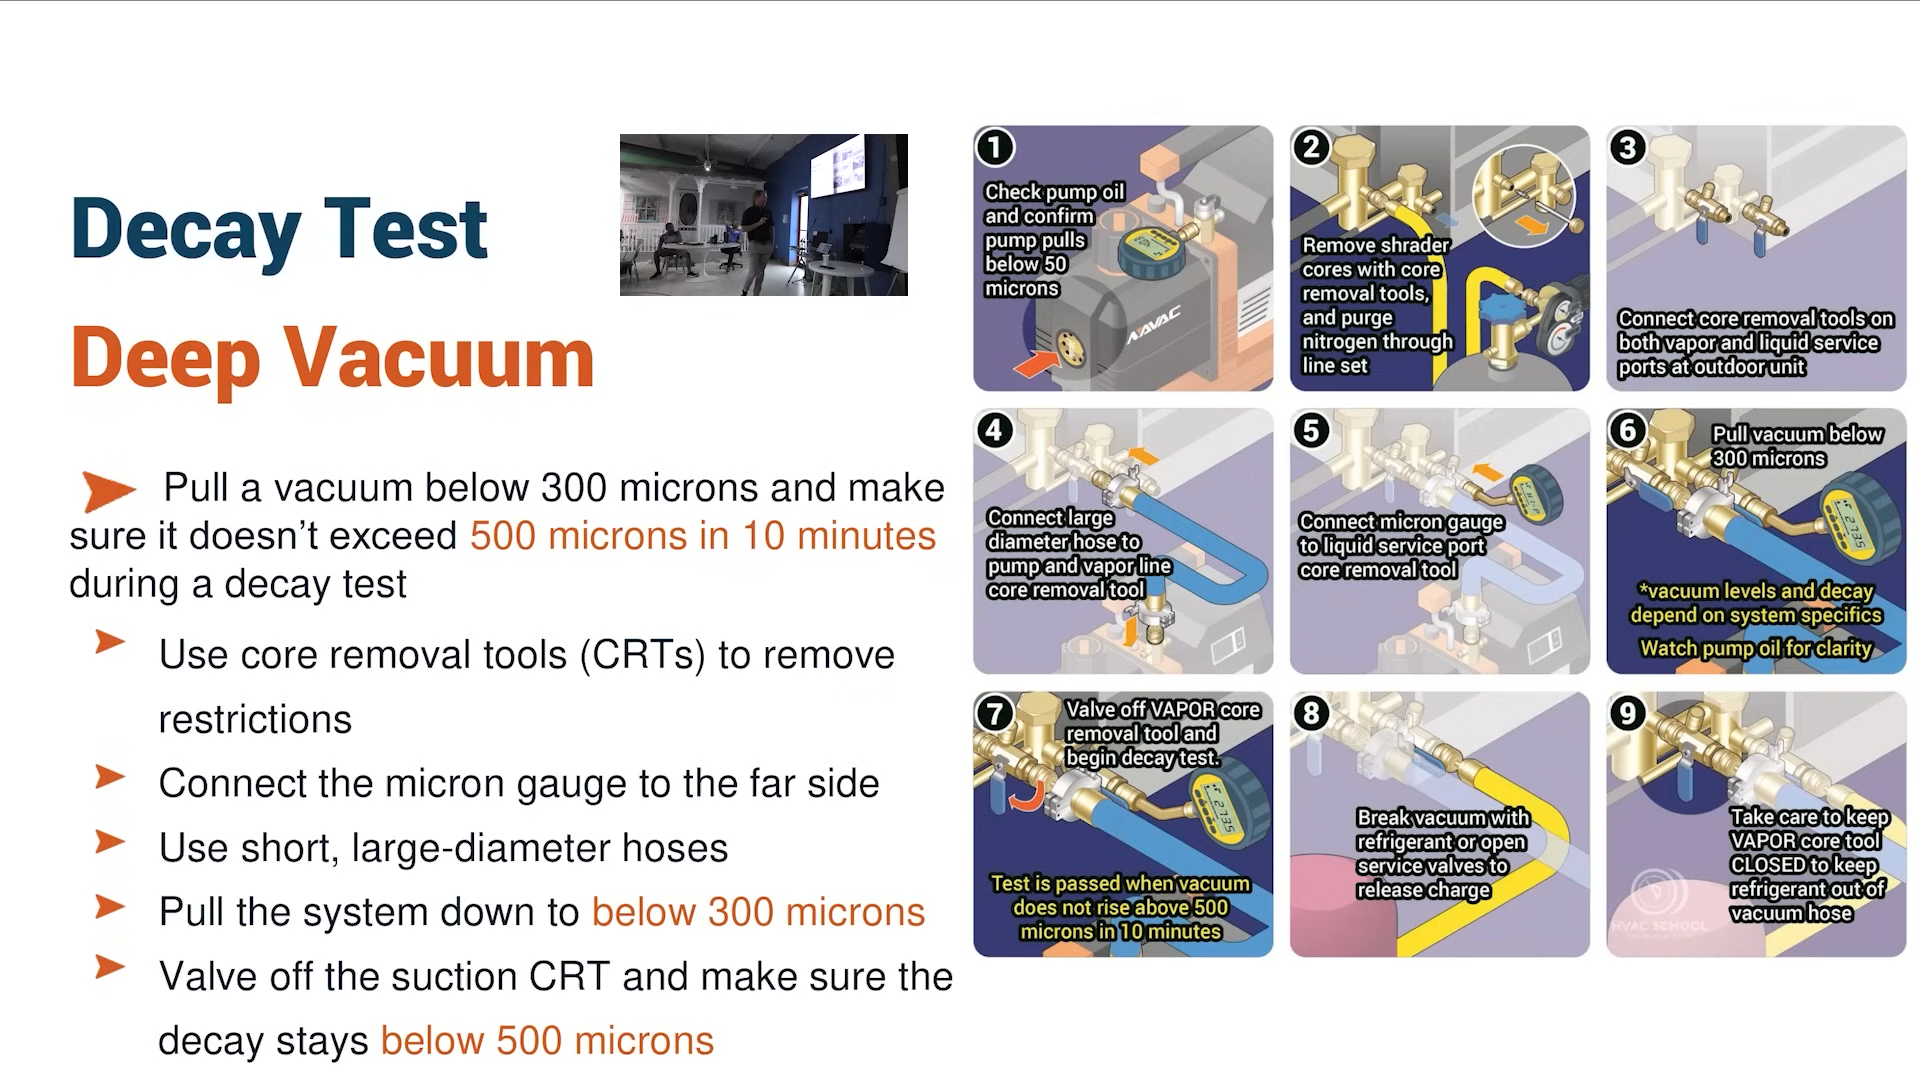 Decay Test
Deep Vacuum
Pull a vacuum below 300 microns and make
sure it doesn’t exceed 500 microns in 10 minutes
during a decay test
Use core removal tools (CRTs) to remove
restrictions
Connect the micron gauge to the far side
Use short, large-diameter hoses
Pull the system down to below 300 microns
Valve off the suction CRT and make sure the
decay stays below 500 microns
1
Check pump oil
and confirm
pump pulls
below 50
microns
NAVAC
2
Remove shrader
cores with core
removal tools,
and purge
nitrogen through
line set
3
Connect core removal tools on
both vapor and liquid service
ports at outdoor unit
4
Connect large
diameter hose to
pump and vapor line
core removal tool
5
Connect micron gauge
to liquid service port
core removal tool
6
Pull vacuum below
300 microns
273.5
*vacuum levels and decay
depend on system specifics
Watch pump oil for clarity
7
Valve off VAPOR core
removal tool and
begin decay test.
273.5
Test is passed when vacuum
does not rise above 500
microns in 10 minutes
8
Break vacuum with
refrigerant or open
service valves to
release charge
9
Take care to keep
VAPOR core tool
CLOSED to keep
refrigerant out of
vacuum hose
HVAC SCHOOL